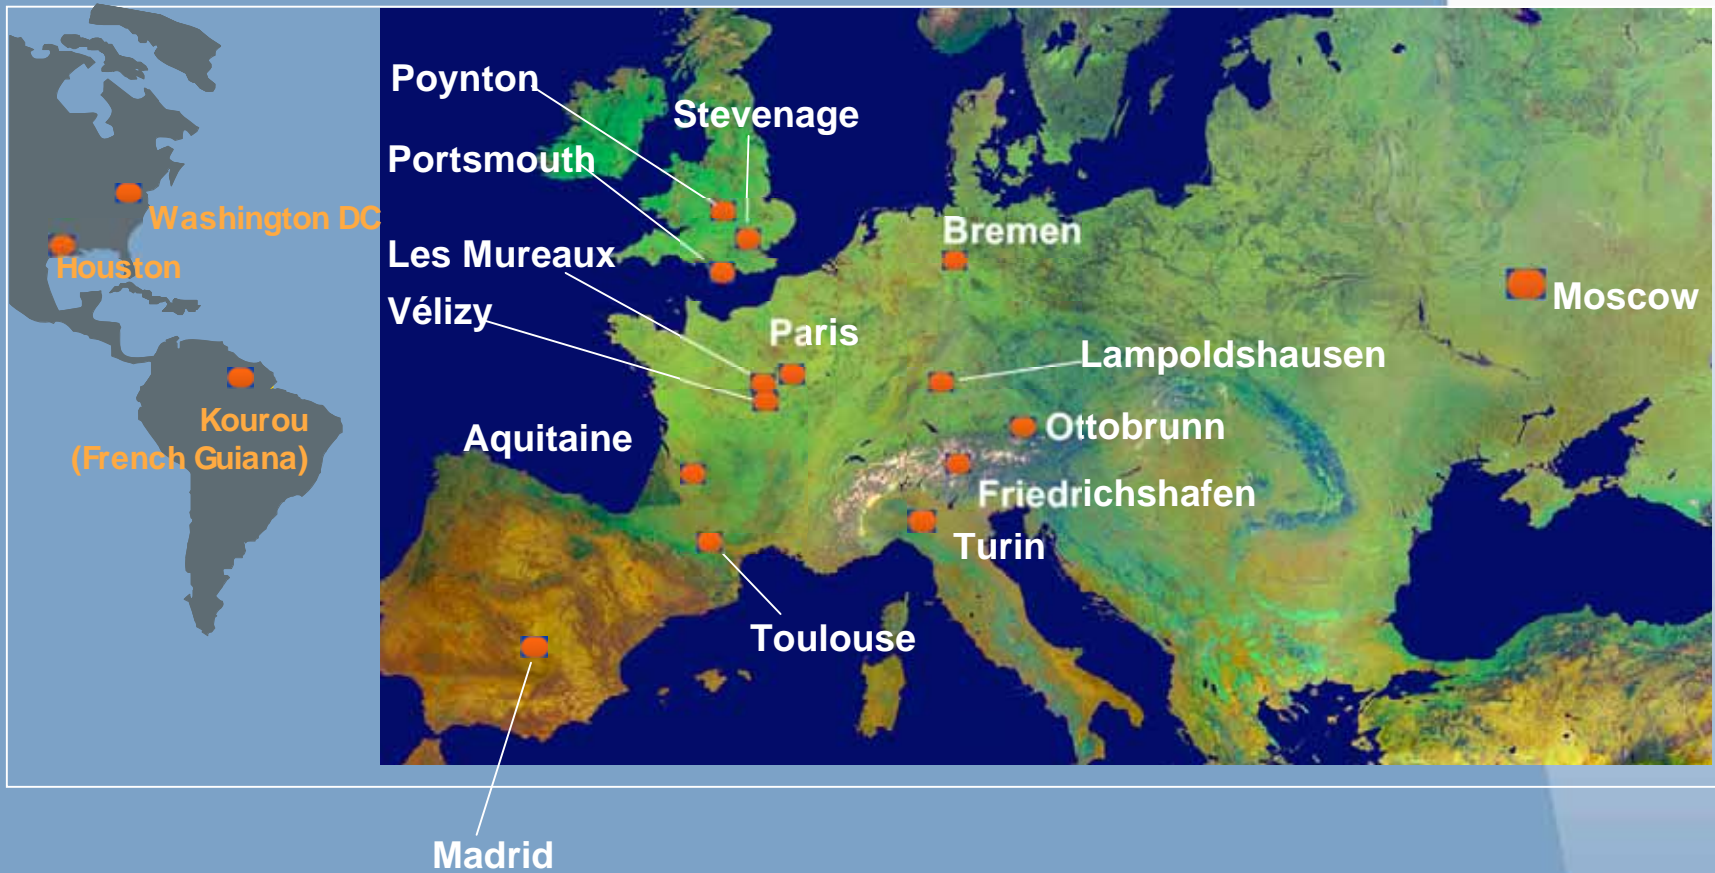 Poynton
Stevenage
Portsmouth
Washington DC
Bremen
Les Mureaux
Houston
Moscow
Vélizy
Paris
Lampoldshausen
Kourou
(French Guiana)
Aquitaine
Ottobrunn
Friedrichshafen
Turin
Toulouse
Madrid